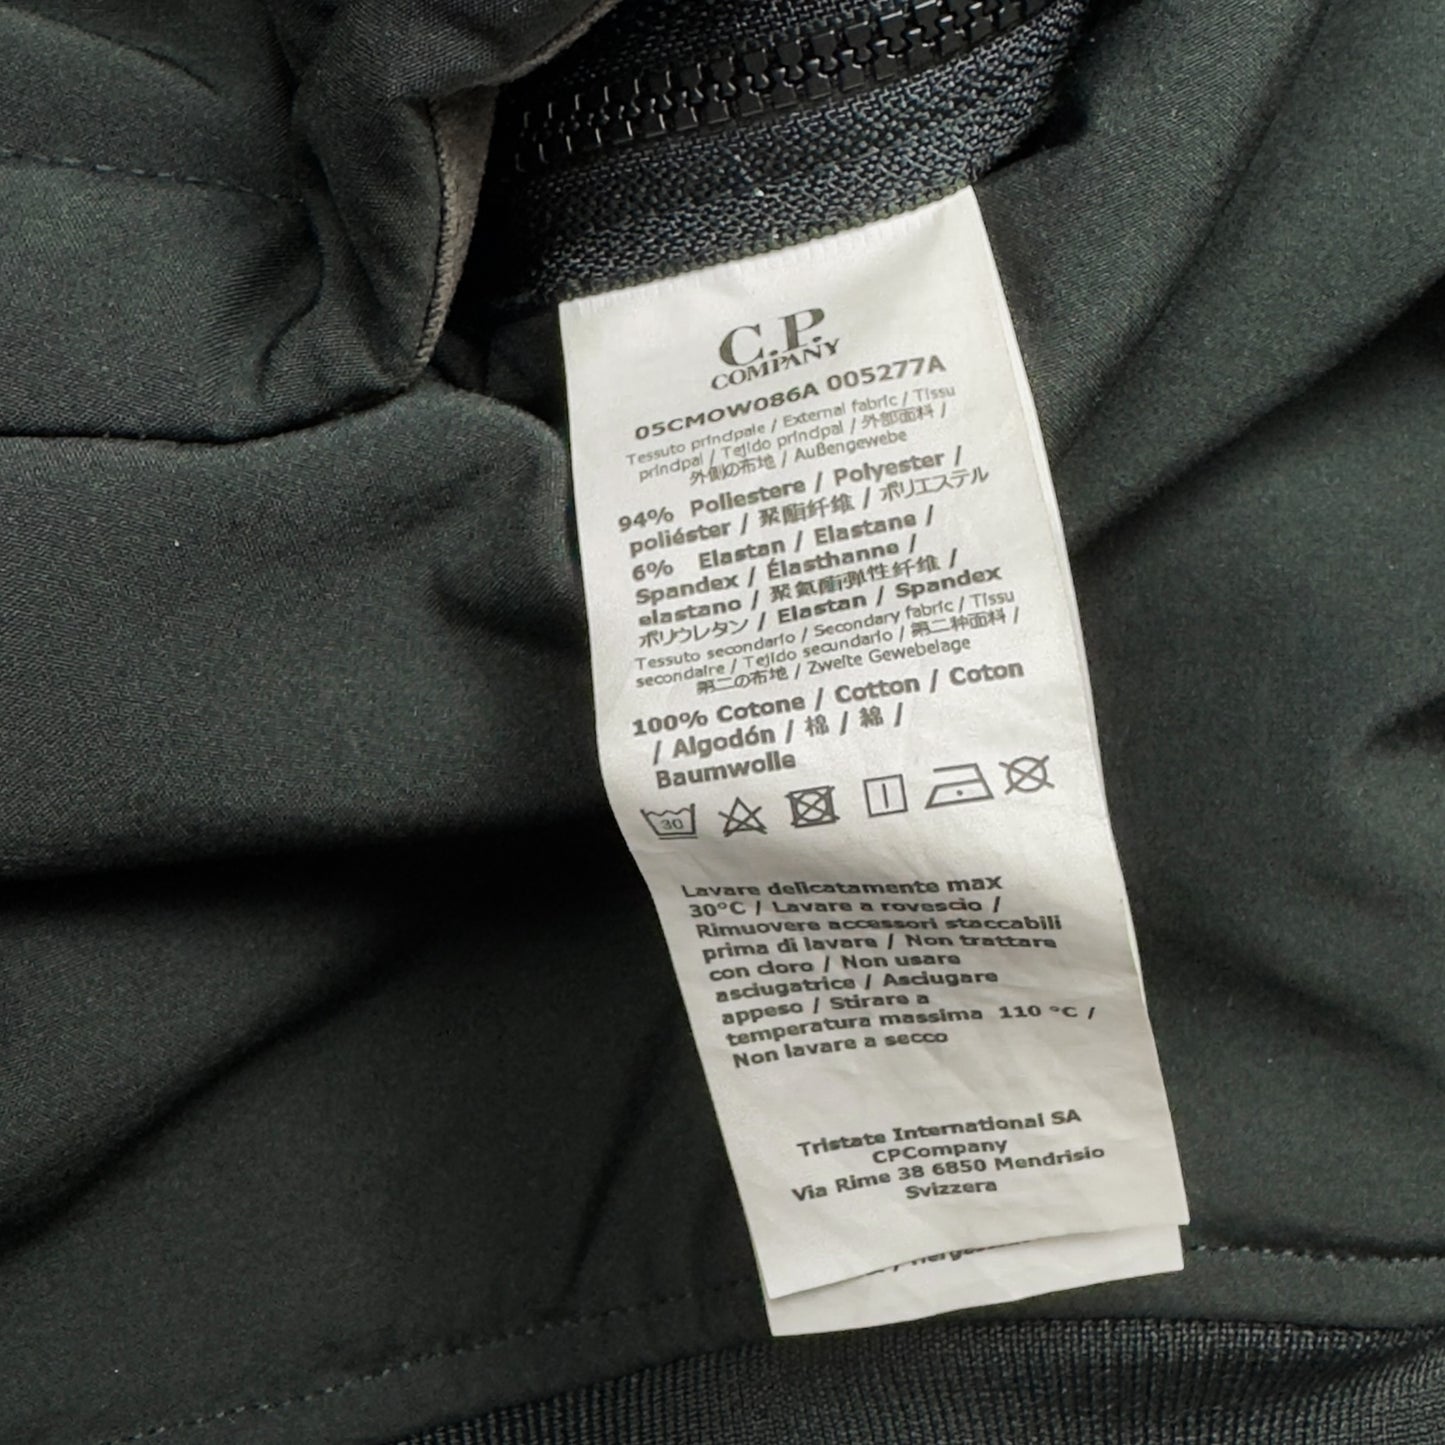 C.P.
COMPANY
05CMOW086A 005277A
Tessuto principale / External fabric / Tissu
principal / Tejido principal / 外部面料 /
外側の布地 / Außengewebe
94% Poliestere / Polyester /
poliéster / 聚酯纤维 / ポリエステル
6% Elastan / Elastane /
Spandex / Élasthanne /
elastano / 聚氨酯弹性纤维 /
ポリウレタン / Elastan / Spandex
Tessuto secondario / Secondary fabric / Tissu
secondaire / Tejido secundario / 第二种面料 /
第二の布地 / Zweite Gewebelage
100% Cotone / Cotton / Coton
/ Algodón / 棉 / 綿 /
Baumwolle
30
Lavare delicatamente max
30°C / Lavare a rovescio /
Rimuovere accessori staccabili
prima di lavare / Non trattare
con cloro / Non usare
asciugatrice / Asciugare
appeso / Stirare a
temperatura massima 110 °C /
Non lavare a secco
Tristate International SA
CPCompany
Via Rime 38 6850 Mendrisio
Svizzera